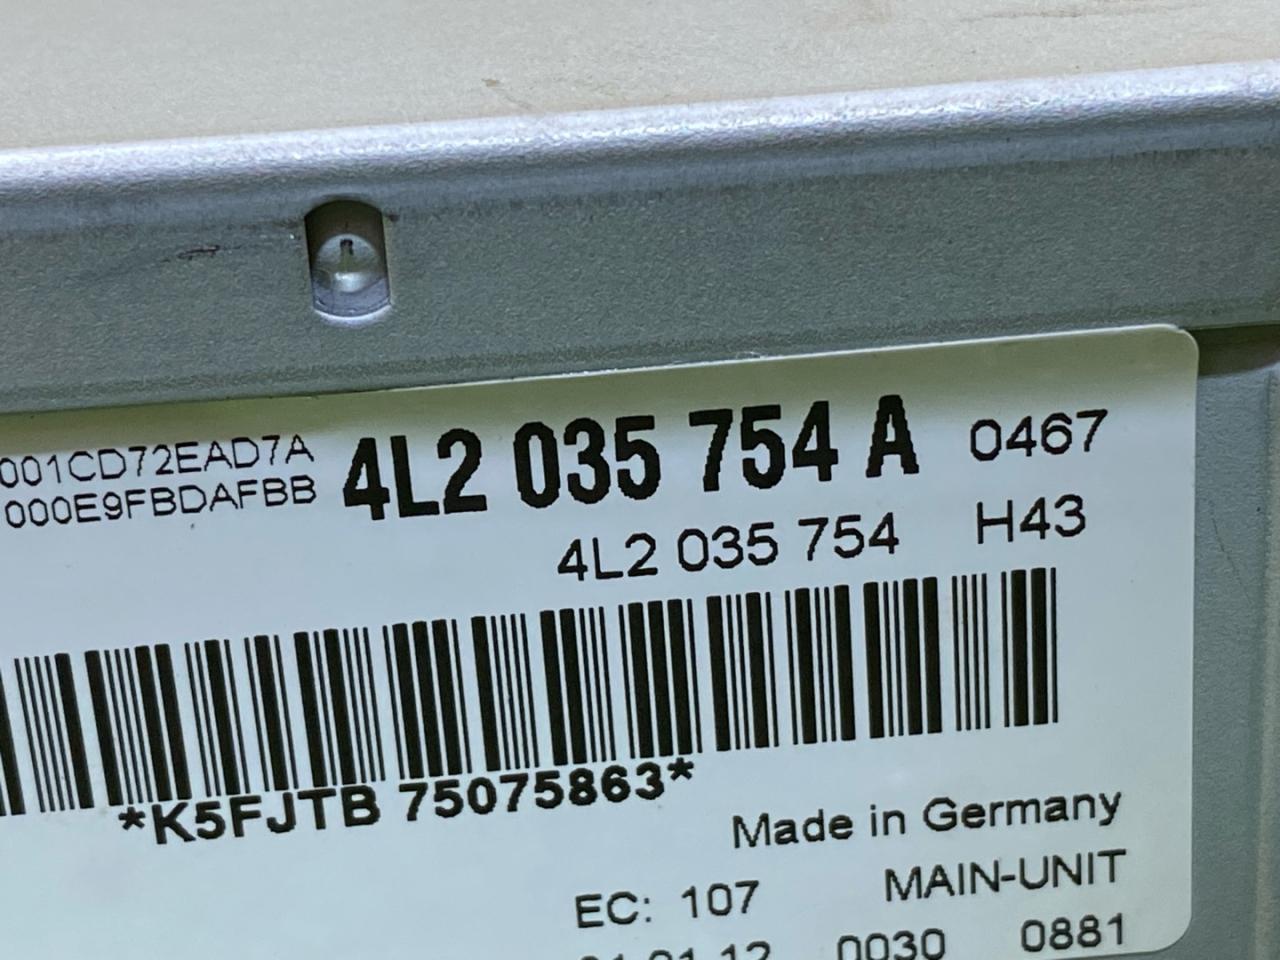 001CD72EAD7A 4L2 035 754 A 0467
000E9FBDAFBB
4L2 035 754 H43
*K5FJTB 75075863*
Made in Germany
EC: 107 MAIN-UNIT
0030 0881